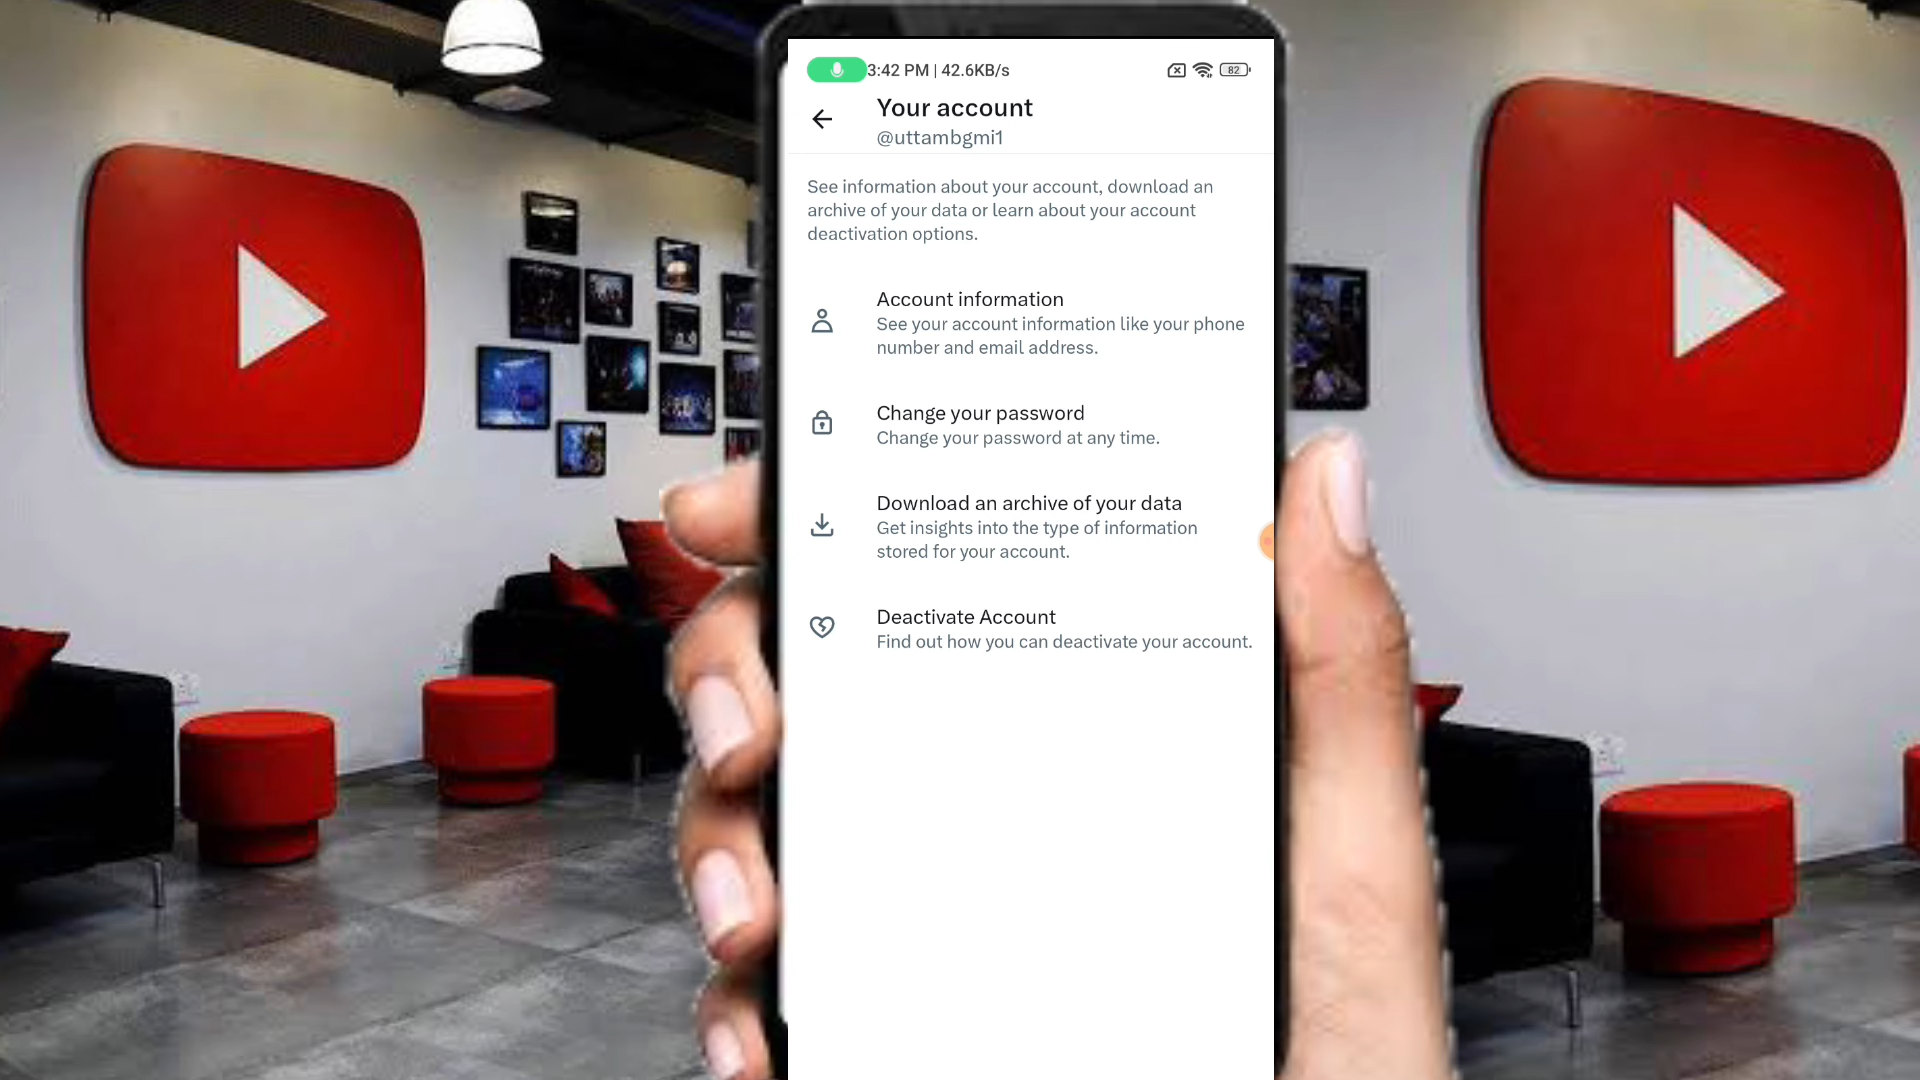 3:42 PM | 42.6KB/s
82
Your account
@uttambgmi1
See information about your account, download an
archive of your data or learn about your account
deactivation options.
Account information
See your account information like your phone
number and email address.
Change your password
Change your password at any time.
Download an archive of your data
Get insights into the type of information
stored for your account.
Deactivate Account
Find out how you can deactivate your account.